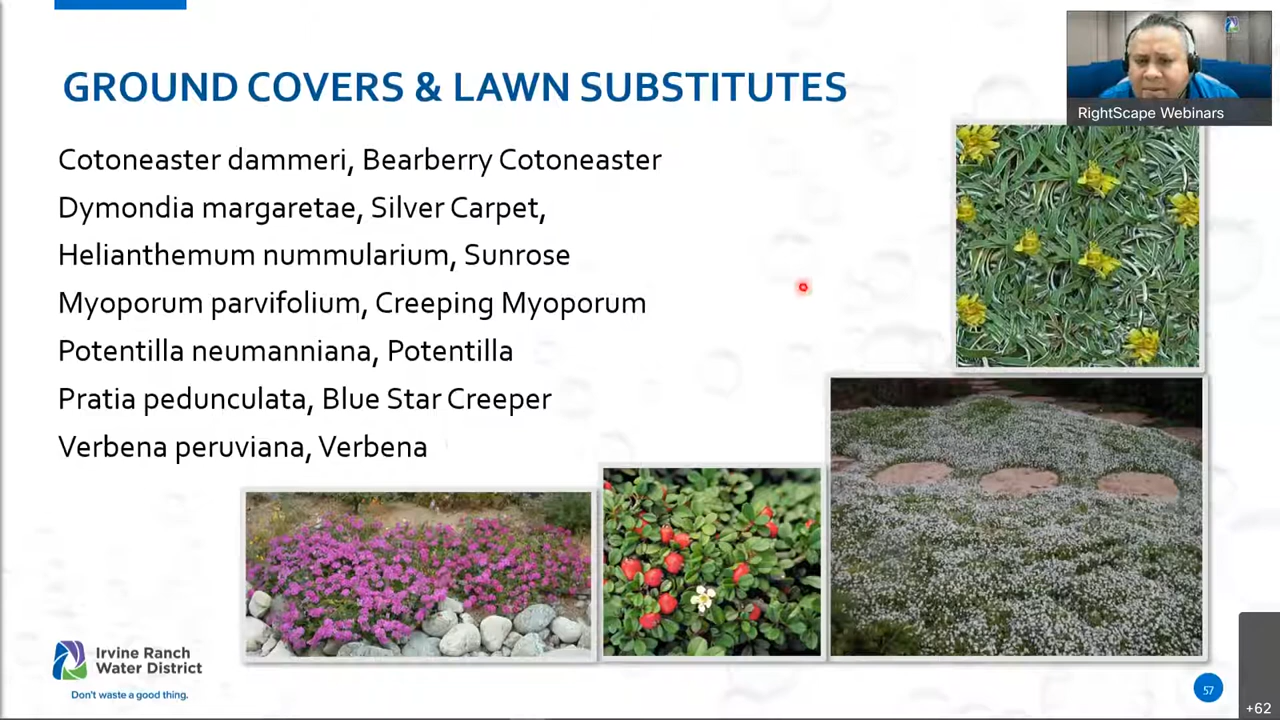 GROUND COVERS & LAWN SUBSTITUTES
RightScape Webinars
Cotoneaster dammeri, Bearberry Cotoneaster
Dymondia margaretae, Silver Carpet,
Helianthemum nummularium, Sunrose
Myoporum parvifolium, Creeping Myoporum
Potentilla neumanniana, Potentilla
Pratia pedunculata, Blue Star Creeper
Verbena peruviana, Verbena
Irvine Ranch
Water District
Don't waste a good thing.
57
+62